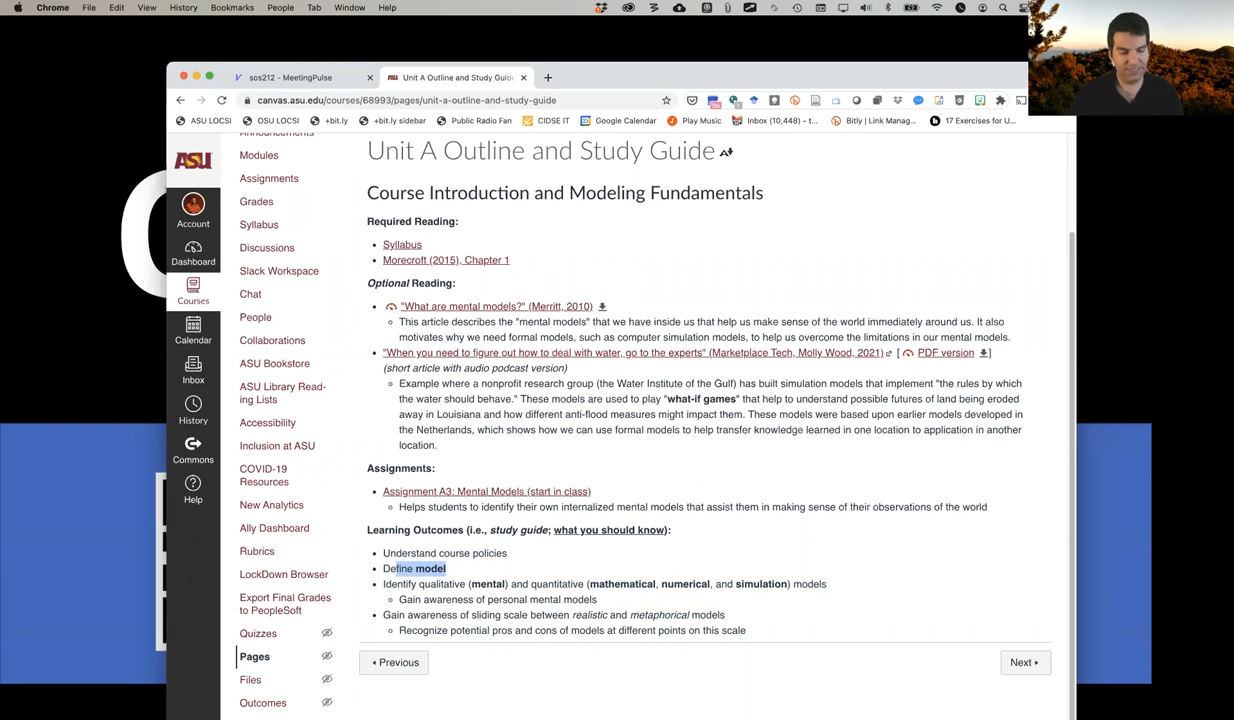 Chrome File Edit View History Bookmarks People Tab Window Help
sos212 - MeetingPulse
Unit A Outline and Study Guide
canvas.asu.edu/courses/68993/pages/unit-a-outline-and-study-guide
ASU LOCSI OSU LOCSI +bit.ly +bit.ly sidebar Public Radio Fan CIDSE IT Google Calendar Play Music Inbox (10,448) - t... Bitly | Link Manag... 17 Exercises for U...
ASU
Account
Dashboard
Courses
Calendar
Inbox
History
Commons
Help
Announcements
Modules
Assignments
Grades
Syllabus
Discussions
Slack Workspace
Chat
People
Collaborations
ASU Bookstore
ASU Library Read-
ing Lists
Accessibility
Inclusion at ASU
COVID-19
Resources
New Analytics
Ally Dashboard
Rubrics
LockDown Browser
Export Final Grades
to PeopleSoft
Quizzes
Pages
Files
Outcomes
Unit A Outline and Study Guide
Course Introduction and Modeling Fundamentals
Required Reading:
• Syllabus
• Morecroft (2015), Chapter 1
Optional Reading:
• "What are mental models?" (Merritt, 2010)
This article describes the "mental models" that we have inside us that help us make sense of the world immediately around us. It also
motivates why we need formal models, such as computer simulation models, to help us overcome the limitations in our mental models.
• "When you need to figure out how to deal with water, go to the experts" (Marketplace Tech, Molly Wood, 2021) [ PDF version ]
(short article with audio podcast version)
Example where a nonprofit research group (the Water Institute of the Gulf) has built simulation models that implement "the rules by which
the water should behave." These models are used to play "what-if games" that help to understand possible futures of land being eroded
away in Louisiana and how different anti-flood measures might impact them. These models were based upon earlier models developed in
the Netherlands, which shows how we can use formal models to help transfer knowledge learned in one location to application in another
location.
Assignments:
• Assignment A3: Mental Models (start in class)
Helps students to identify their own internalized mental models that assist them in making sense of their observations of the world
Learning Outcomes (i.e., study guide; what you should know):
• Understand course policies
• Define model
• Identify qualitative (mental) and quantitative (mathematical, numerical, and simulation) models
Gain awareness of personal mental models
• Gain awareness of sliding scale between realistic and metaphorical models
Recognize potential pros and cons of models at different points on this scale
Previous
Next